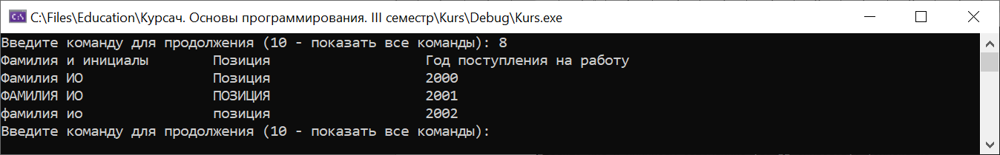 C:\Files\Education\Курсач. Основы программирования. III семестр\Kurs\Debug\Kurs.exe
Введите команду для продолжения (10 - показать все команды): 8
Фамилия и инициалы Позиция Год поступления на работу
Фамилия ИО Позиция 2000
ФАМИЛИЯ ИО ПОЗИЦИЯ 2001
фамилия ио позиция 2002
Введите команду для продолжения (10 - показать все команды):